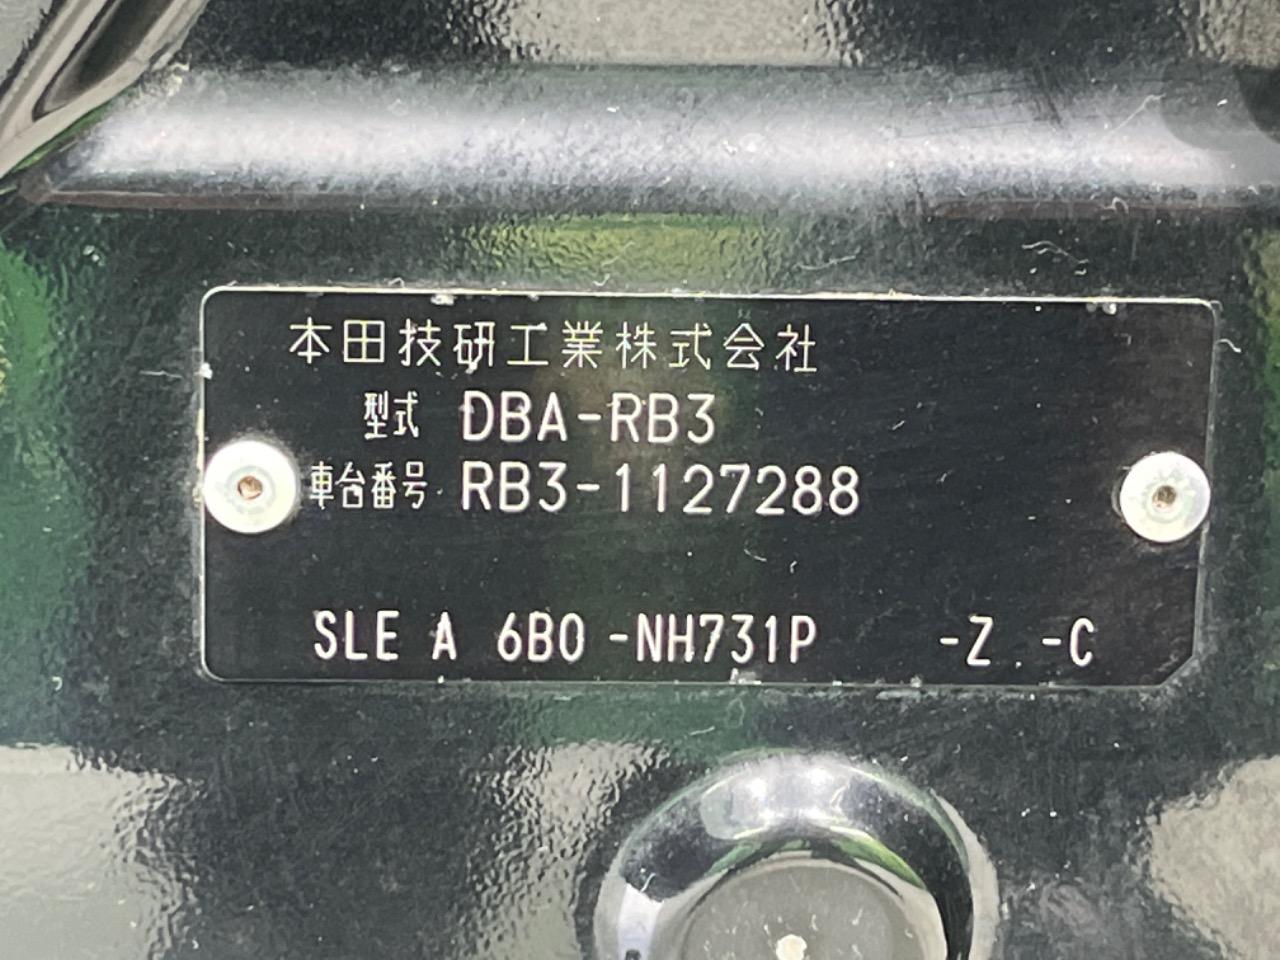 本田技研工業株式会社
型式 DBA-RB3
車台番号 RB3-1127288
SLE A 6B0 -NH731P -Z -C